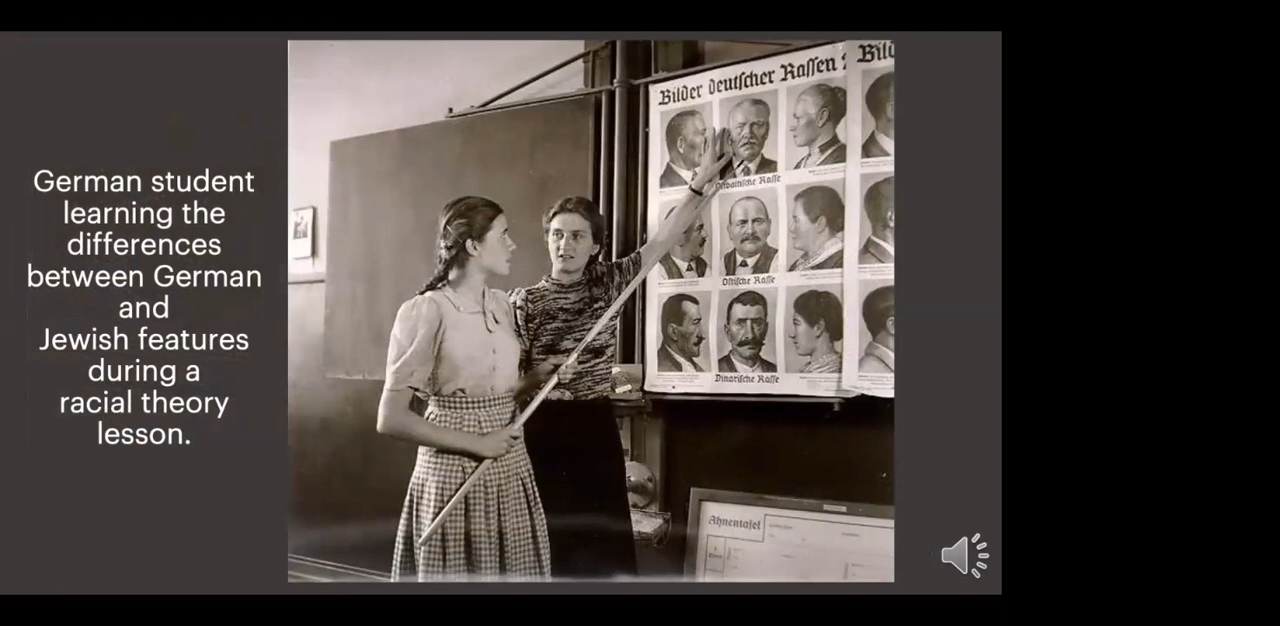 German student
learning the
differences
between German
and
Jewish features
during a
racial theory
lesson.
Bilder deutscher Rassen
Bild
Ostbaltische Rasse
Ostische Rasse
Dinarische Rasse
Ahnentafel